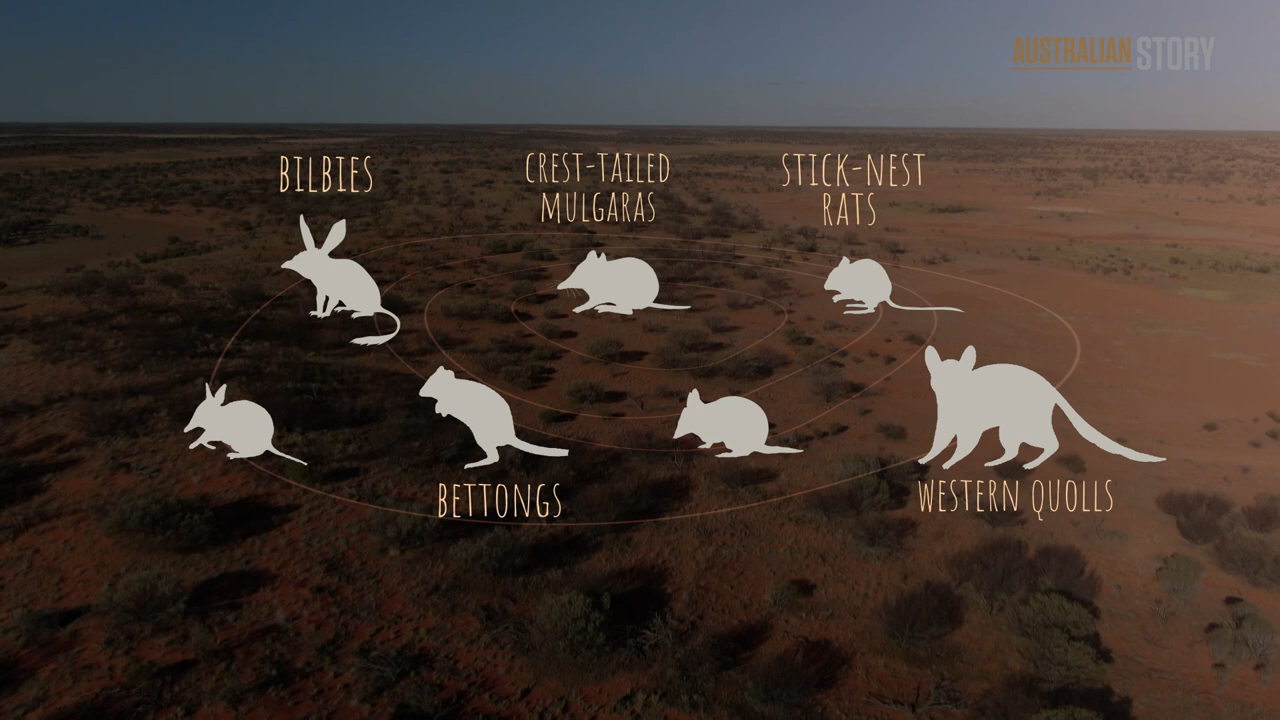 AUSTRALIAN STORY
BILBIES
CREST-TAILED
MULGARAS
STICK-NEST
RATS
BETTONGS
WESTERN QUOLLS